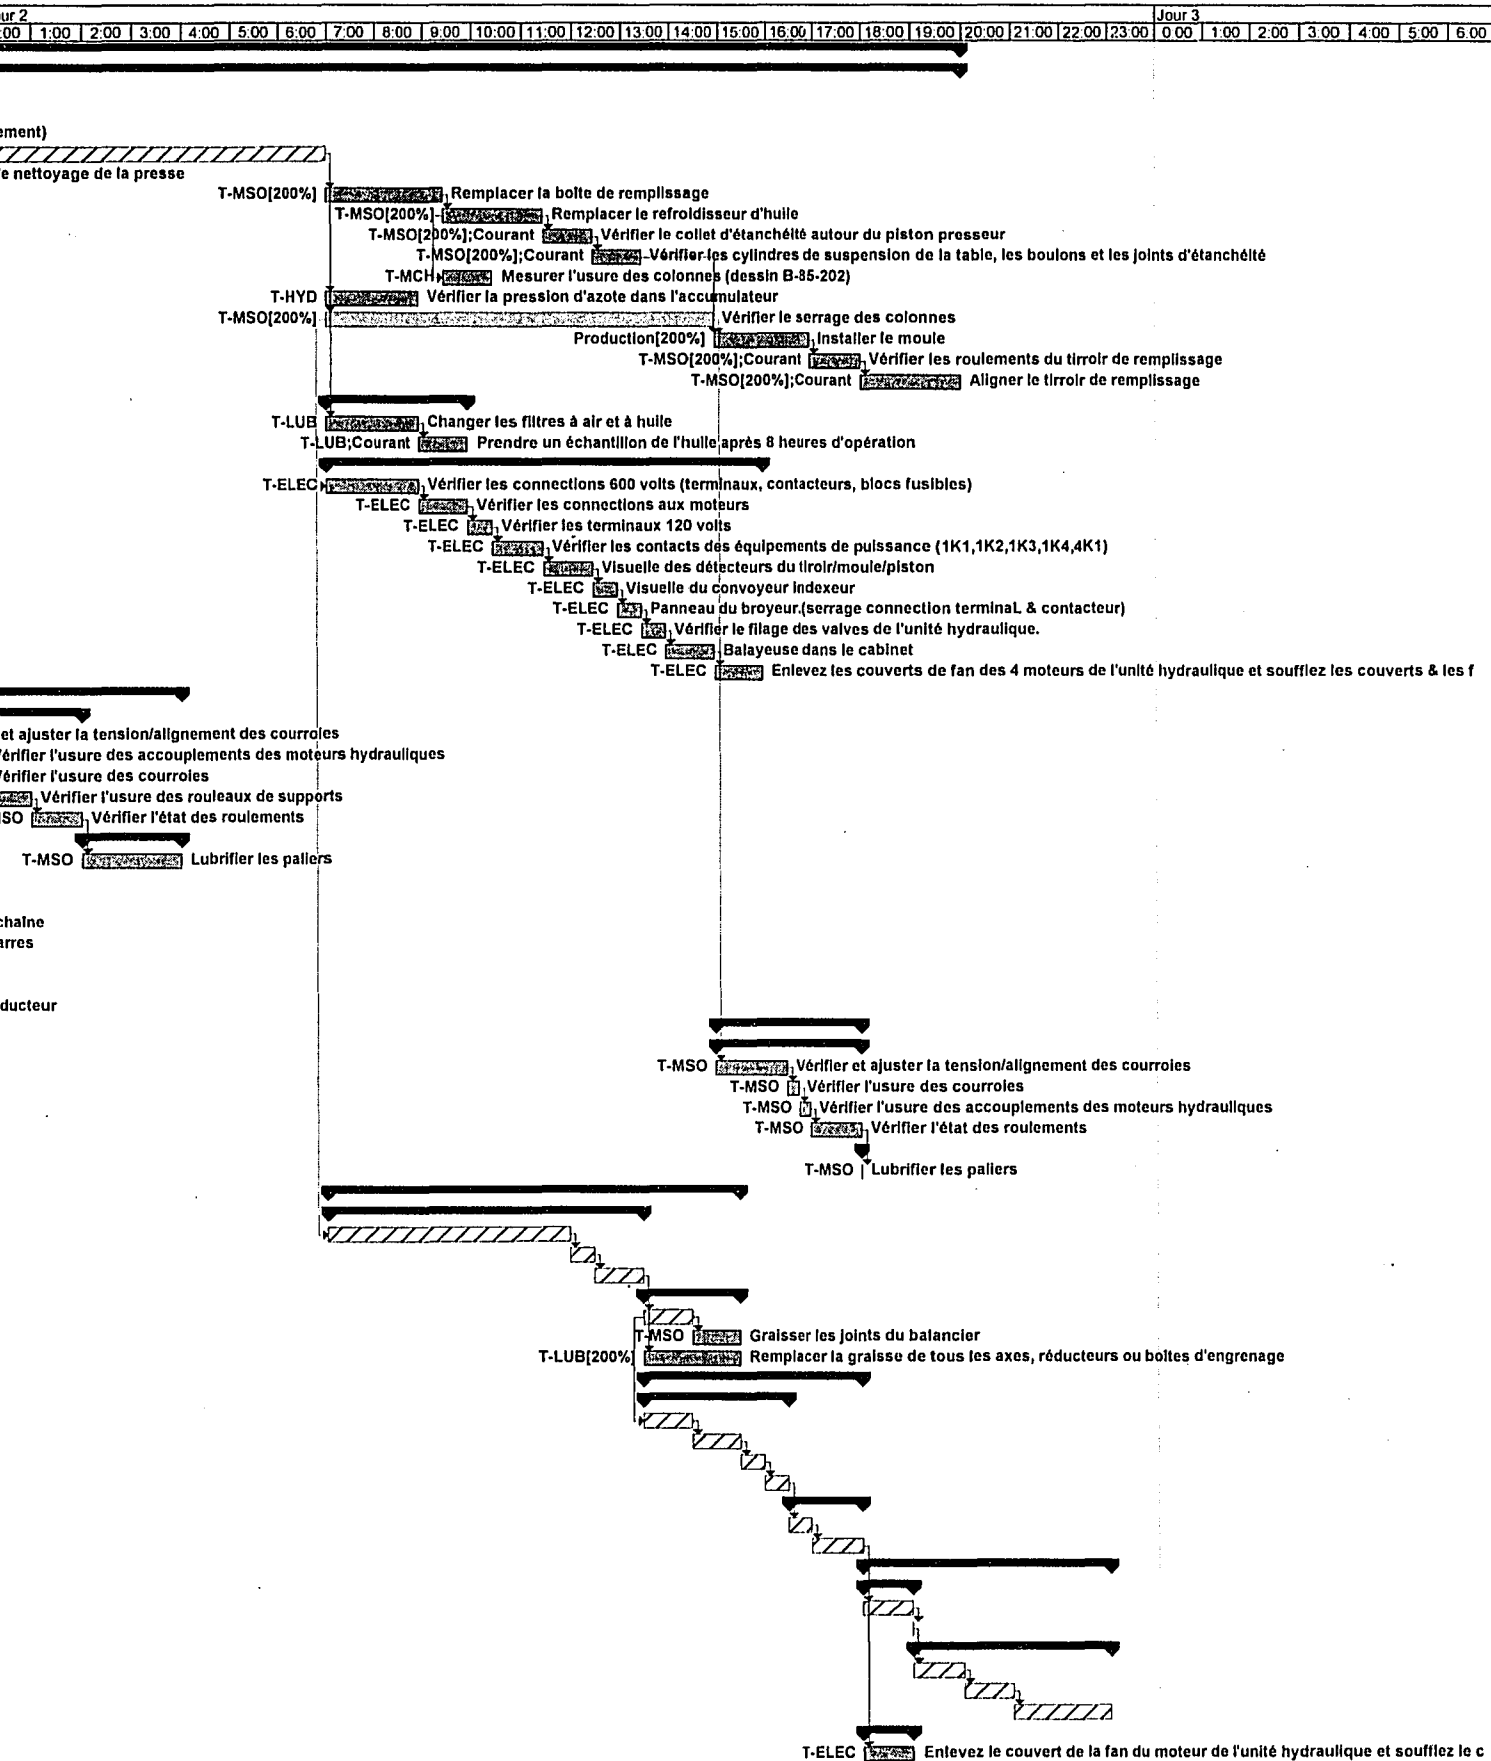 ur 2 Jour 3
:00 1:00 2:00 3:00 4:00 5:00 6:00 7:00 8:00 9:00 10:00 11:00 12:00 13:00 14:00 15:00 16:00 17:00 18:00 19:00 20:00 21:00 22:00 23:00 0:00 1:00 2:00 3:00 4:00 5:00 6:00
ement)
e nettoyage de la presse
T-MSO[200%] Remplacer la boîte de remplissage
T-MSO[200%] Remplacer le refroidisseur d'huile
T-MSO[200%];Courant Vérifier le collet d'étanchéité autour du piston presseur
T-MSO[200%];Courant Vérifier les cylindres de suspension de la table, les boulons et les joints d'étanchéité
T-MCH Mesurer l'usure des colonnes (dessin B-85-202)
T-HYD Vérifier la pression d'azote dans l'accumulateur
T-MSO[200%] Vérifier le serrage des colonnes
Production[200%] Installer le moule
T-MSO[200%];Courant Vérifier les roulements du tirroir de remplissage
T-MSO[200%];Courant Aligner le tirroir de remplissage
T-LUB Changer les filtres à air et à huile
T-LUB;Courant Prendre un échantillon de l'huile après 8 heures d'opération
T-ELEC Vérifier les connections 600 volts (terminaux, contacteurs, blocs fusibles)
T-ELEC Vérifier les connections aux moteurs
T-ELEC Vérifier les terminaux 120 volts
T-ELEC Vérifier les contacts des équipements de puissance (1K1,1K2,1K3,1K4,4K1)
T-ELEC Visuelle des détecteurs du tiroir/moule/piston
T-ELEC Visuelle du convoyeur indexeur
T-ELEC Panneau du broyeur.(serrage connection terminaL & contacteur)
T-ELEC Vérifier le filage des valves de l'unité hydraulique.
T-ELEC Balayeuse dans le cabinet
T-ELEC Enlevez les couverts de fan des 4 moteurs de l'unité hydraulique et soufflez les couverts & les f
et ajuster la tension/alignement des courroies
Vérifier l'usure des accouplements des moteurs hydrauliques
Vérifier l'usure des courroies
Vérifier l'usure des rouleaux de supports
SO Vérifier l'état des roulements
T-MSO Lubrifier les paliers
chaîne
arres
ducteur
T-MSO Vérifier et ajuster la tension/alignement des courroies
T-MSO Vérifier l'usure des courroies
T-MSO Vérifier l'usure des accouplements des moteurs hydrauliques
T-MSO Vérifier l'état des roulements
T-MSO Lubrifier les paliers
T-MSO Graisser les joints du balancier
T-LUB[200%] Remplacer la graisse de tous les axes, réducteurs ou boîtes d'engrenage
T-ELEC Enlevez le couvert de la fan du moteur de l'unité hydraulique et soufflez le c